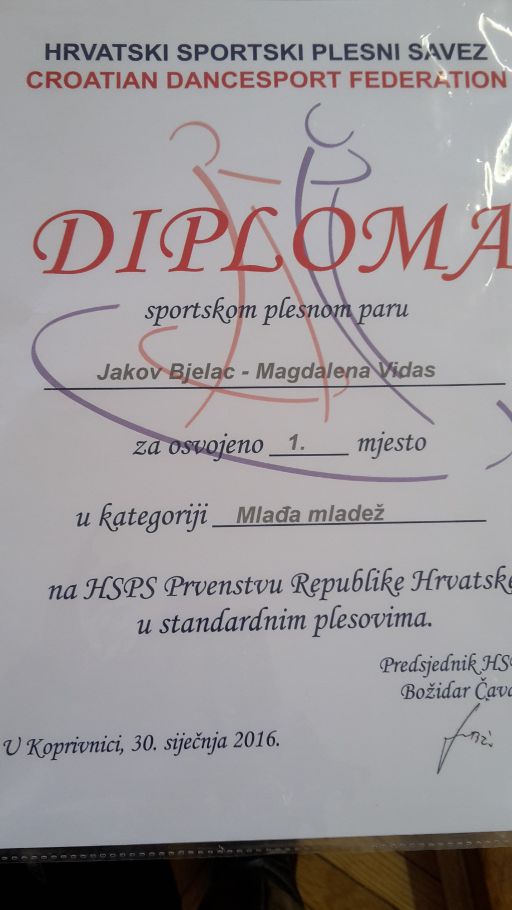 HRVATSKI SPORTSKI PLESNI SAVEZ
CROATIAN DANCESPORT FEDERATION
DIPLOMA
sportskom plesnom paru
Jakov Bjelac - Magdalena Vidas
za osvojeno 1. mjesto
u kategoriji Mlađa mladež
na HSPS Prvenstvu Republike Hrvatske
u standardnim plesovima.
Predsjednik
Božidar
U Koprivnici, 30. siječnja 2016.